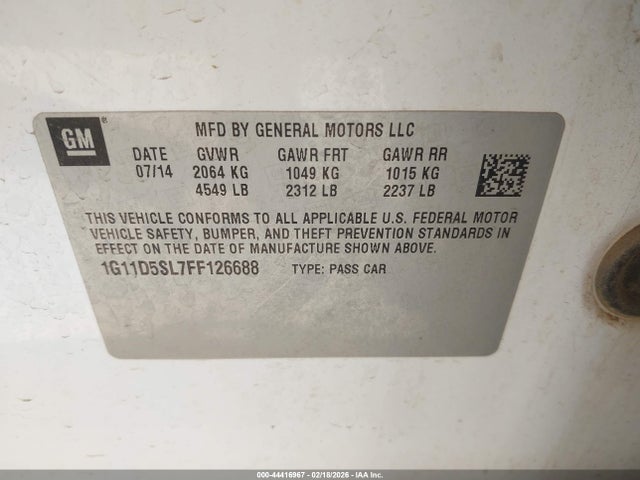 GM ®
MFD BY GENERAL MOTORS LLC
DATE GVWR GAWR FRT GAWR RR
07/14 2064 KG 1049 KG 1015 KG
4549 LB 2312 LB 2237 LB
THIS VEHICLE CONFORMS TO ALL APPLICABLE U.S. FEDERAL MOTOR
VEHICLE SAFETY, BUMPER, AND THEFT PREVENTION STANDARDS IN
EFFECT ON THE DATE OF MANUFACTURE SHOWN ABOVE.
1G11D5SL7FF126688 TYPE: PASS CAR
000-44416967 - 02/18/2026 - IAA, Inc.